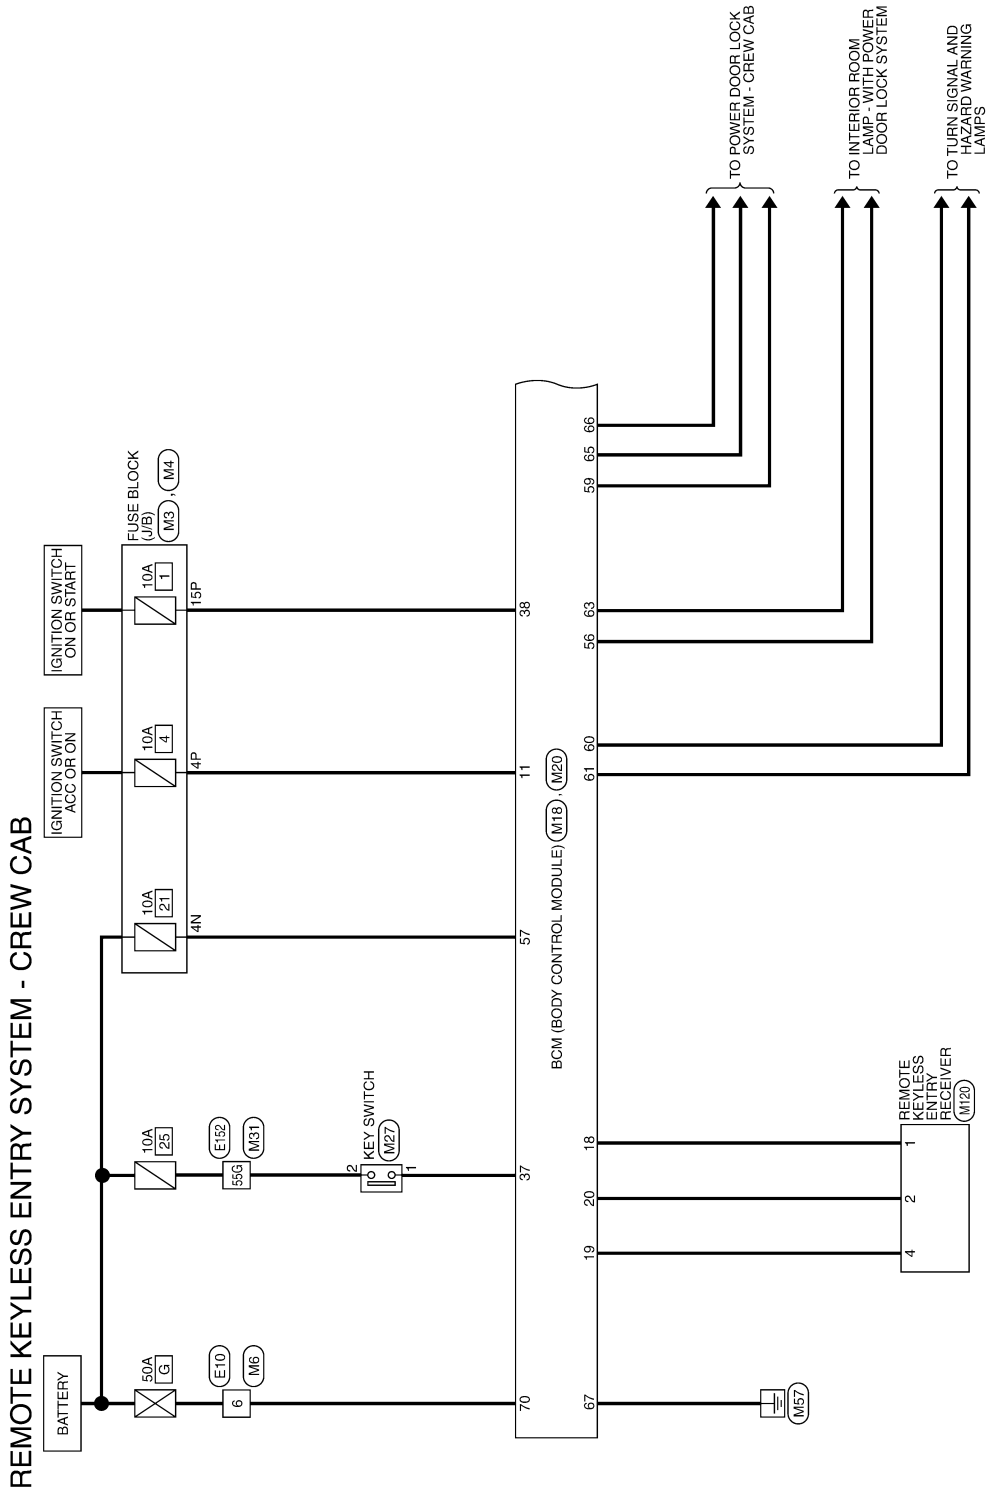 REMOTE KEYLESS ENTRY SYSTEM - CREW CAB
BATTERY
IGNITION SWITCH
ACC OR ON
IGNITION SWITCH
ON OR START
50A
G
10A
25
10A
21
10A
4
10A
1
FUSE BLOCK
(J/B)
M3 , M4
4N
4P
15P
6
E10
M6
55G
E152
M31
2
1
KEY SWITCH
M27
70
37
57
11
38
BCM (BODY CONTROL MODULE) M18 , M20
67
19
20
18
61
60
56
63
59
65
66
M57
4
2
1
REMOTE
KEYLESS
ENTRY
RECEIVER
M120
TO POWER DOOR LOCK
SYSTEM - CREW CAB
TO INTERIOR ROOM
LAMP - WITH POWER
DOOR LOCK SYSTEM
TO TURN SIGNAL AND
HAZARD WARNING
LAMPS